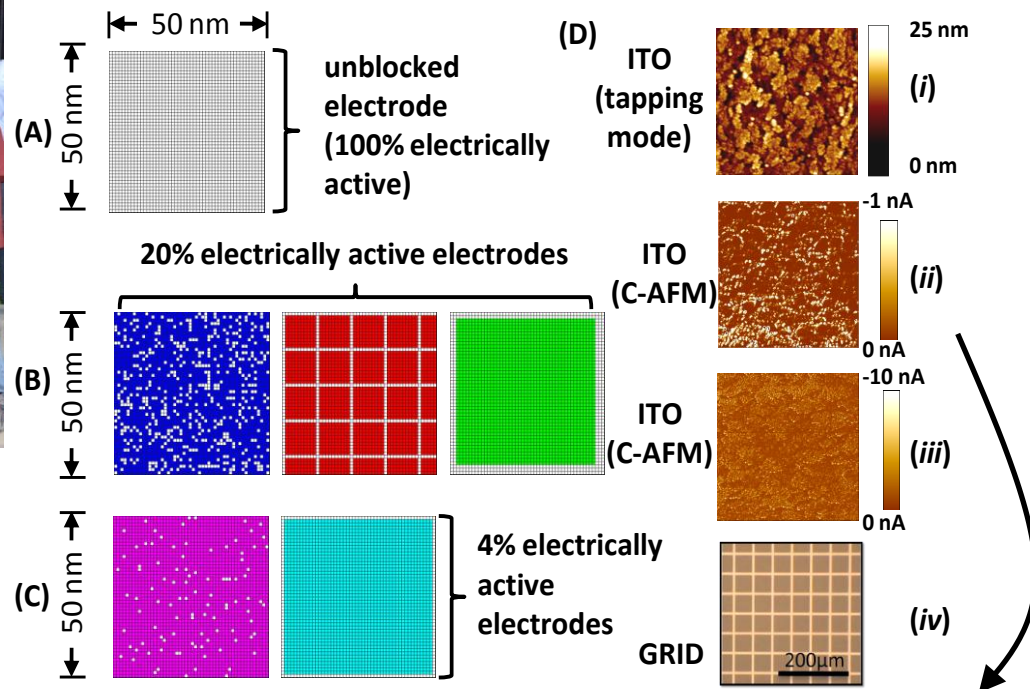 50 nm
(A)
50 nm
unblocked
electrode
(100% electrically
active)
20% electrically active electrodes
(B)
50 nm
(C)
50 nm
4% electrically
active
electrodes
(D)
ITO
(tapping
mode)
25 nm
(i)
0 nm
ITO
(C-AFM)
-1 nA
(ii)
0 nA
ITO
(C-AFM)
-10 nA
(iii)
0 nA
GRID
200µm
(iv)